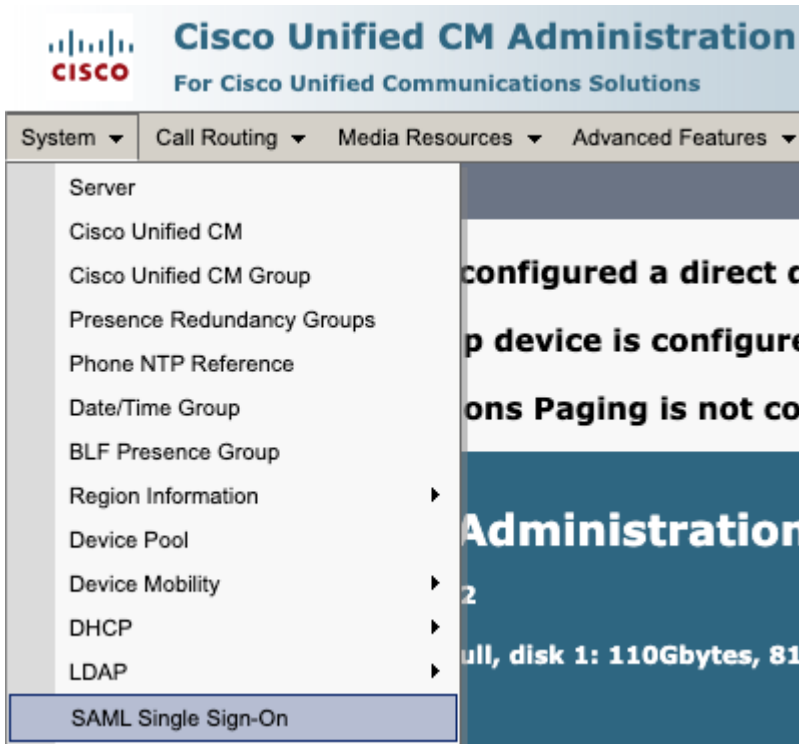 CISCO
Cisco Unified CM Administration
For Cisco Unified Communications Solutions
System Call Routing Media Resources Advanced Features
Server
Cisco Unified CM
Cisco Unified CM Group
configured a direct
Presence Redundancy Groups
p device is configure
Phone NTP Reference
Date/Time Group
ons Paging is not co
BLF Presence Group
Region Information
Device Pool
Administration
Device Mobility
2
DHCP
ull, disk 1: 110Gbytes, 81
LDAP
SAML Single Sign-On